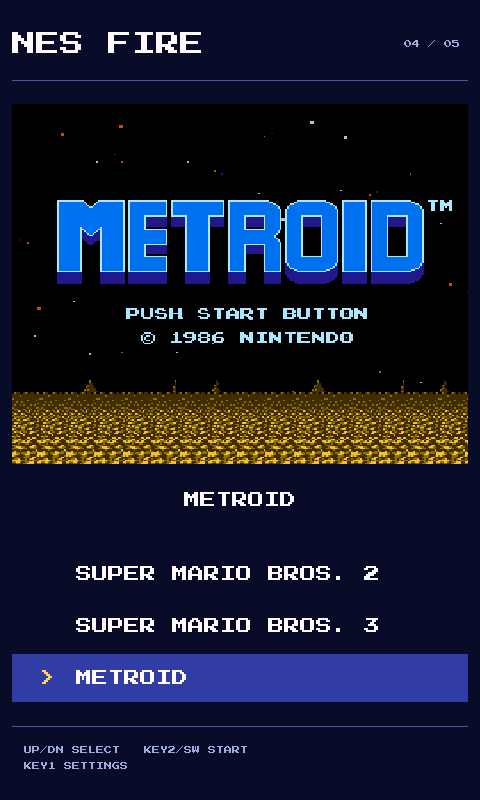 NES FIRE
04 / 05
METROID™
PUSH START BUTTON
© 1986 NINTENDO
METROID
SUPER MARIO BROS. 2
SUPER MARIO BROS. 3
> METROID
UP/DN SELECT KEY2/SW START
KEY1 SETTINGS